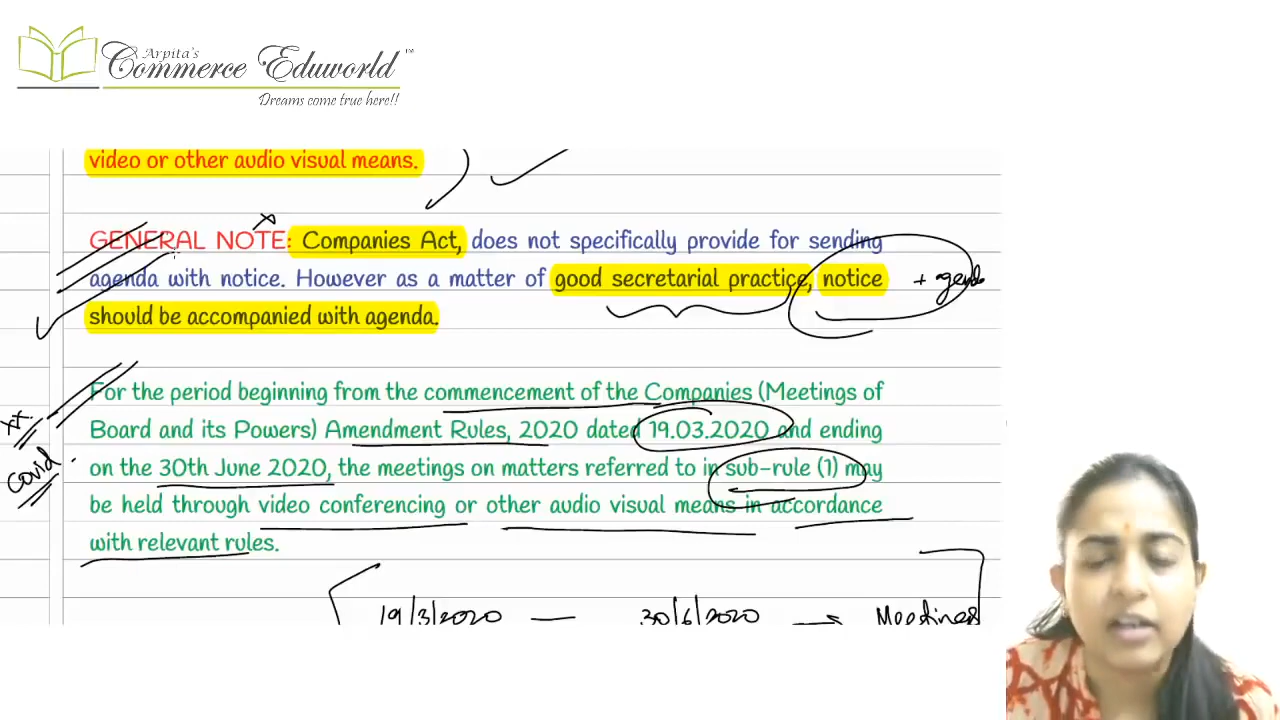 Arpita's
Commerce Eduworld™
Dreams come true here!!
video or other audio visual means.
GENERAL NOTE: Companies Act, does not specifically provide for sending
agenda with notice. However as a matter of good secretarial practice, notice + agenda
should be accompanied with agenda.
For the period beginning from the commencement of the Companies (Meetings of
Board and its Powers) Amendment Rules, 2020 dated 19.03.2020 and ending
on the 30th June 2020, the meetings on matters referred to in sub-rule (1) may
covid
be held through video conferencing or other audio visual means in accordance
with relevant rules.
19/3/2020 — 30/6/2020 → Meetings